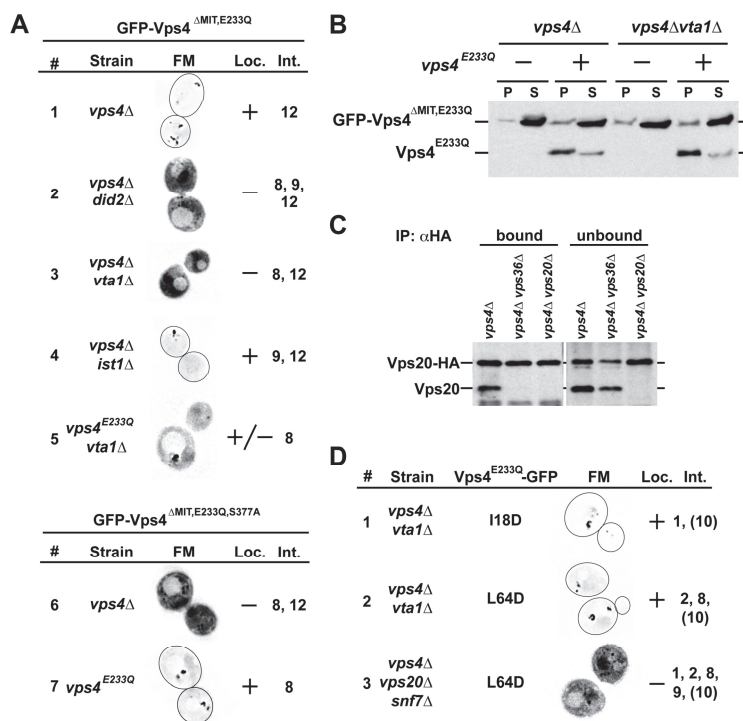 A
GFP-Vps4 ΔMIT,E233Q
# Strain FM Loc. Int.
1 vps4Δ + 12
2 vps4Δ did2Δ — 8, 9, 12
3 vps4Δ vta1Δ — 8, 12
4 vps4Δ ist1Δ + 9, 12
5 vps4E233Q vta1Δ +/− 8
GFP-Vps4 ΔMIT,E233Q,S377A
# Strain FM Loc. Int.
6 vps4Δ — 8, 12
7 vps4E233Q + 8
B
vps4Δ vps4Δvta1Δ
vps4E233Q — + — +
P S P S P S P S
GFP-Vps4ΔMIT,E233Q
Vps4E233Q
C
IP: αHA bound unbound
vps4Δ
vps4Δ vps36Δ
vps4Δ vps20Δ
vps4Δ
vps4Δ vps36Δ
vps4Δ vps20Δ
Vps20-HA
Vps20
D
# Strain Vps4E233Q-GFP FM Loc. Int.
1 vps4Δ vta1Δ I18D + 1, (10)
2 vps4Δ vta1Δ L64D + 2, 8, (10)
3 vps4Δ vps20Δ snf7Δ L64D — 1, 2, 8, 9, (10)